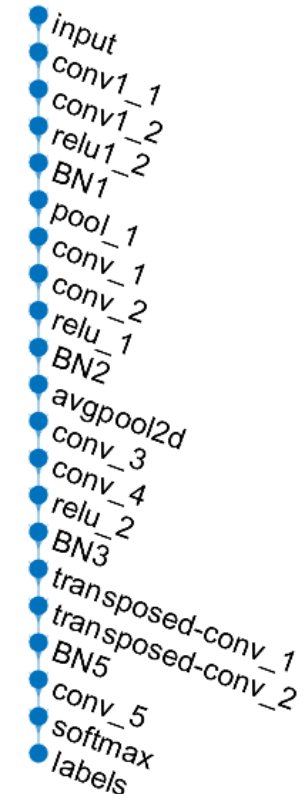 input
conv1_1
conv1_2
relu1_2
BN1
pool_1
conv_1
conv_2
relu_1
BN2
avgpool2d
conv_3
conv_4
relu_2
BN3
transposed-conv_1
transposed-conv_2
BN5
conv_5
softmax
labels